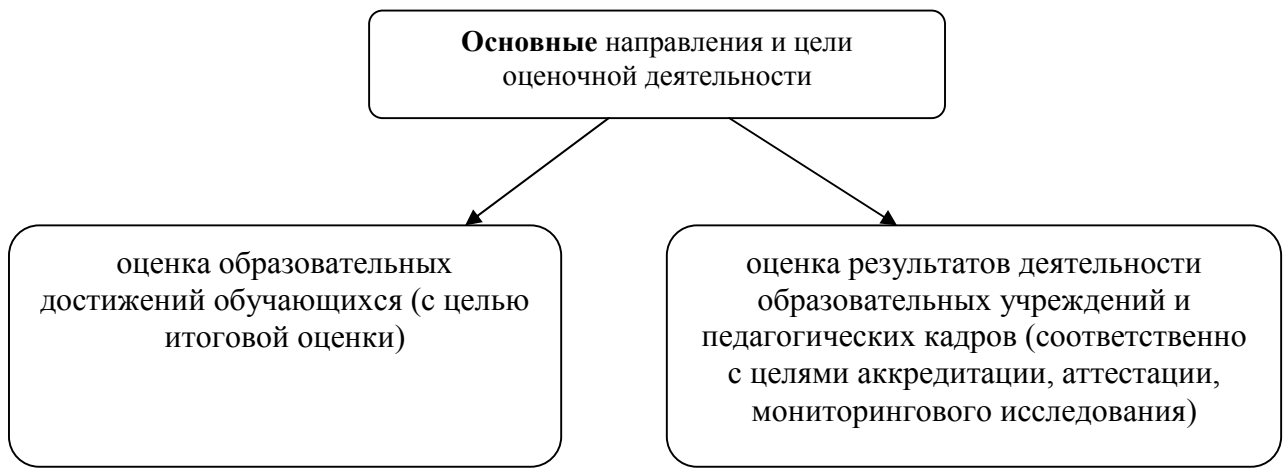 Основные направления и цели
оценочной деятельности
оценка образовательных
достижений обучающихся (с целью
итоговой оценки)
оценка результатов деятельности
образовательных учреждений и
педагогических кадров (соответственно
с целями аккредитации, аттестации,
мониторингового исследования)